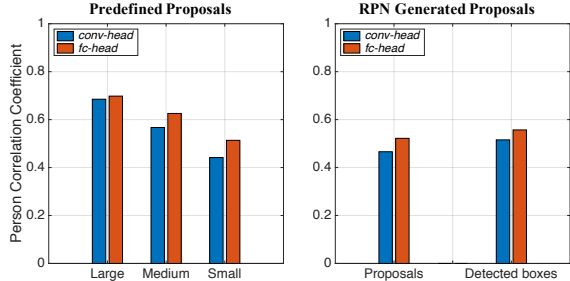 Predefined Proposals
Person Correlation Coefficient
1
0.8
0.6
0.4
0.2
0
conv-head
fc-head
Large Medium Small
RPN Generated Proposals
1
0.8
0.6
0.4
0.2
0
conv-head
fc-head
Proposals Detected boxes